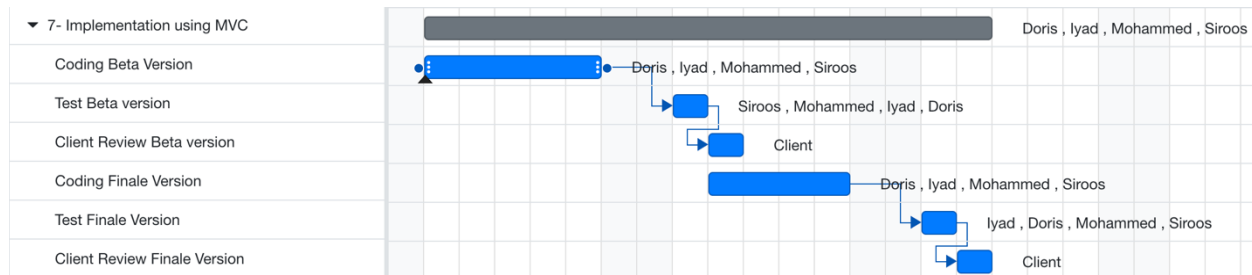 7- Implementation using MVC
Doris , Iyad , Mohammed , Siroos
Coding Beta Version
Doris , Iyad , Mohammed , Siroos
Test Beta version
Siroos , Mohammed , Iyad , Doris
Client Review Beta version
Client
Coding Finale Version
Doris , Iyad , Mohammed , Siroos
Test Finale Version
Iyad , Doris , Mohammed , Siroos
Client Review Finale Version
Client